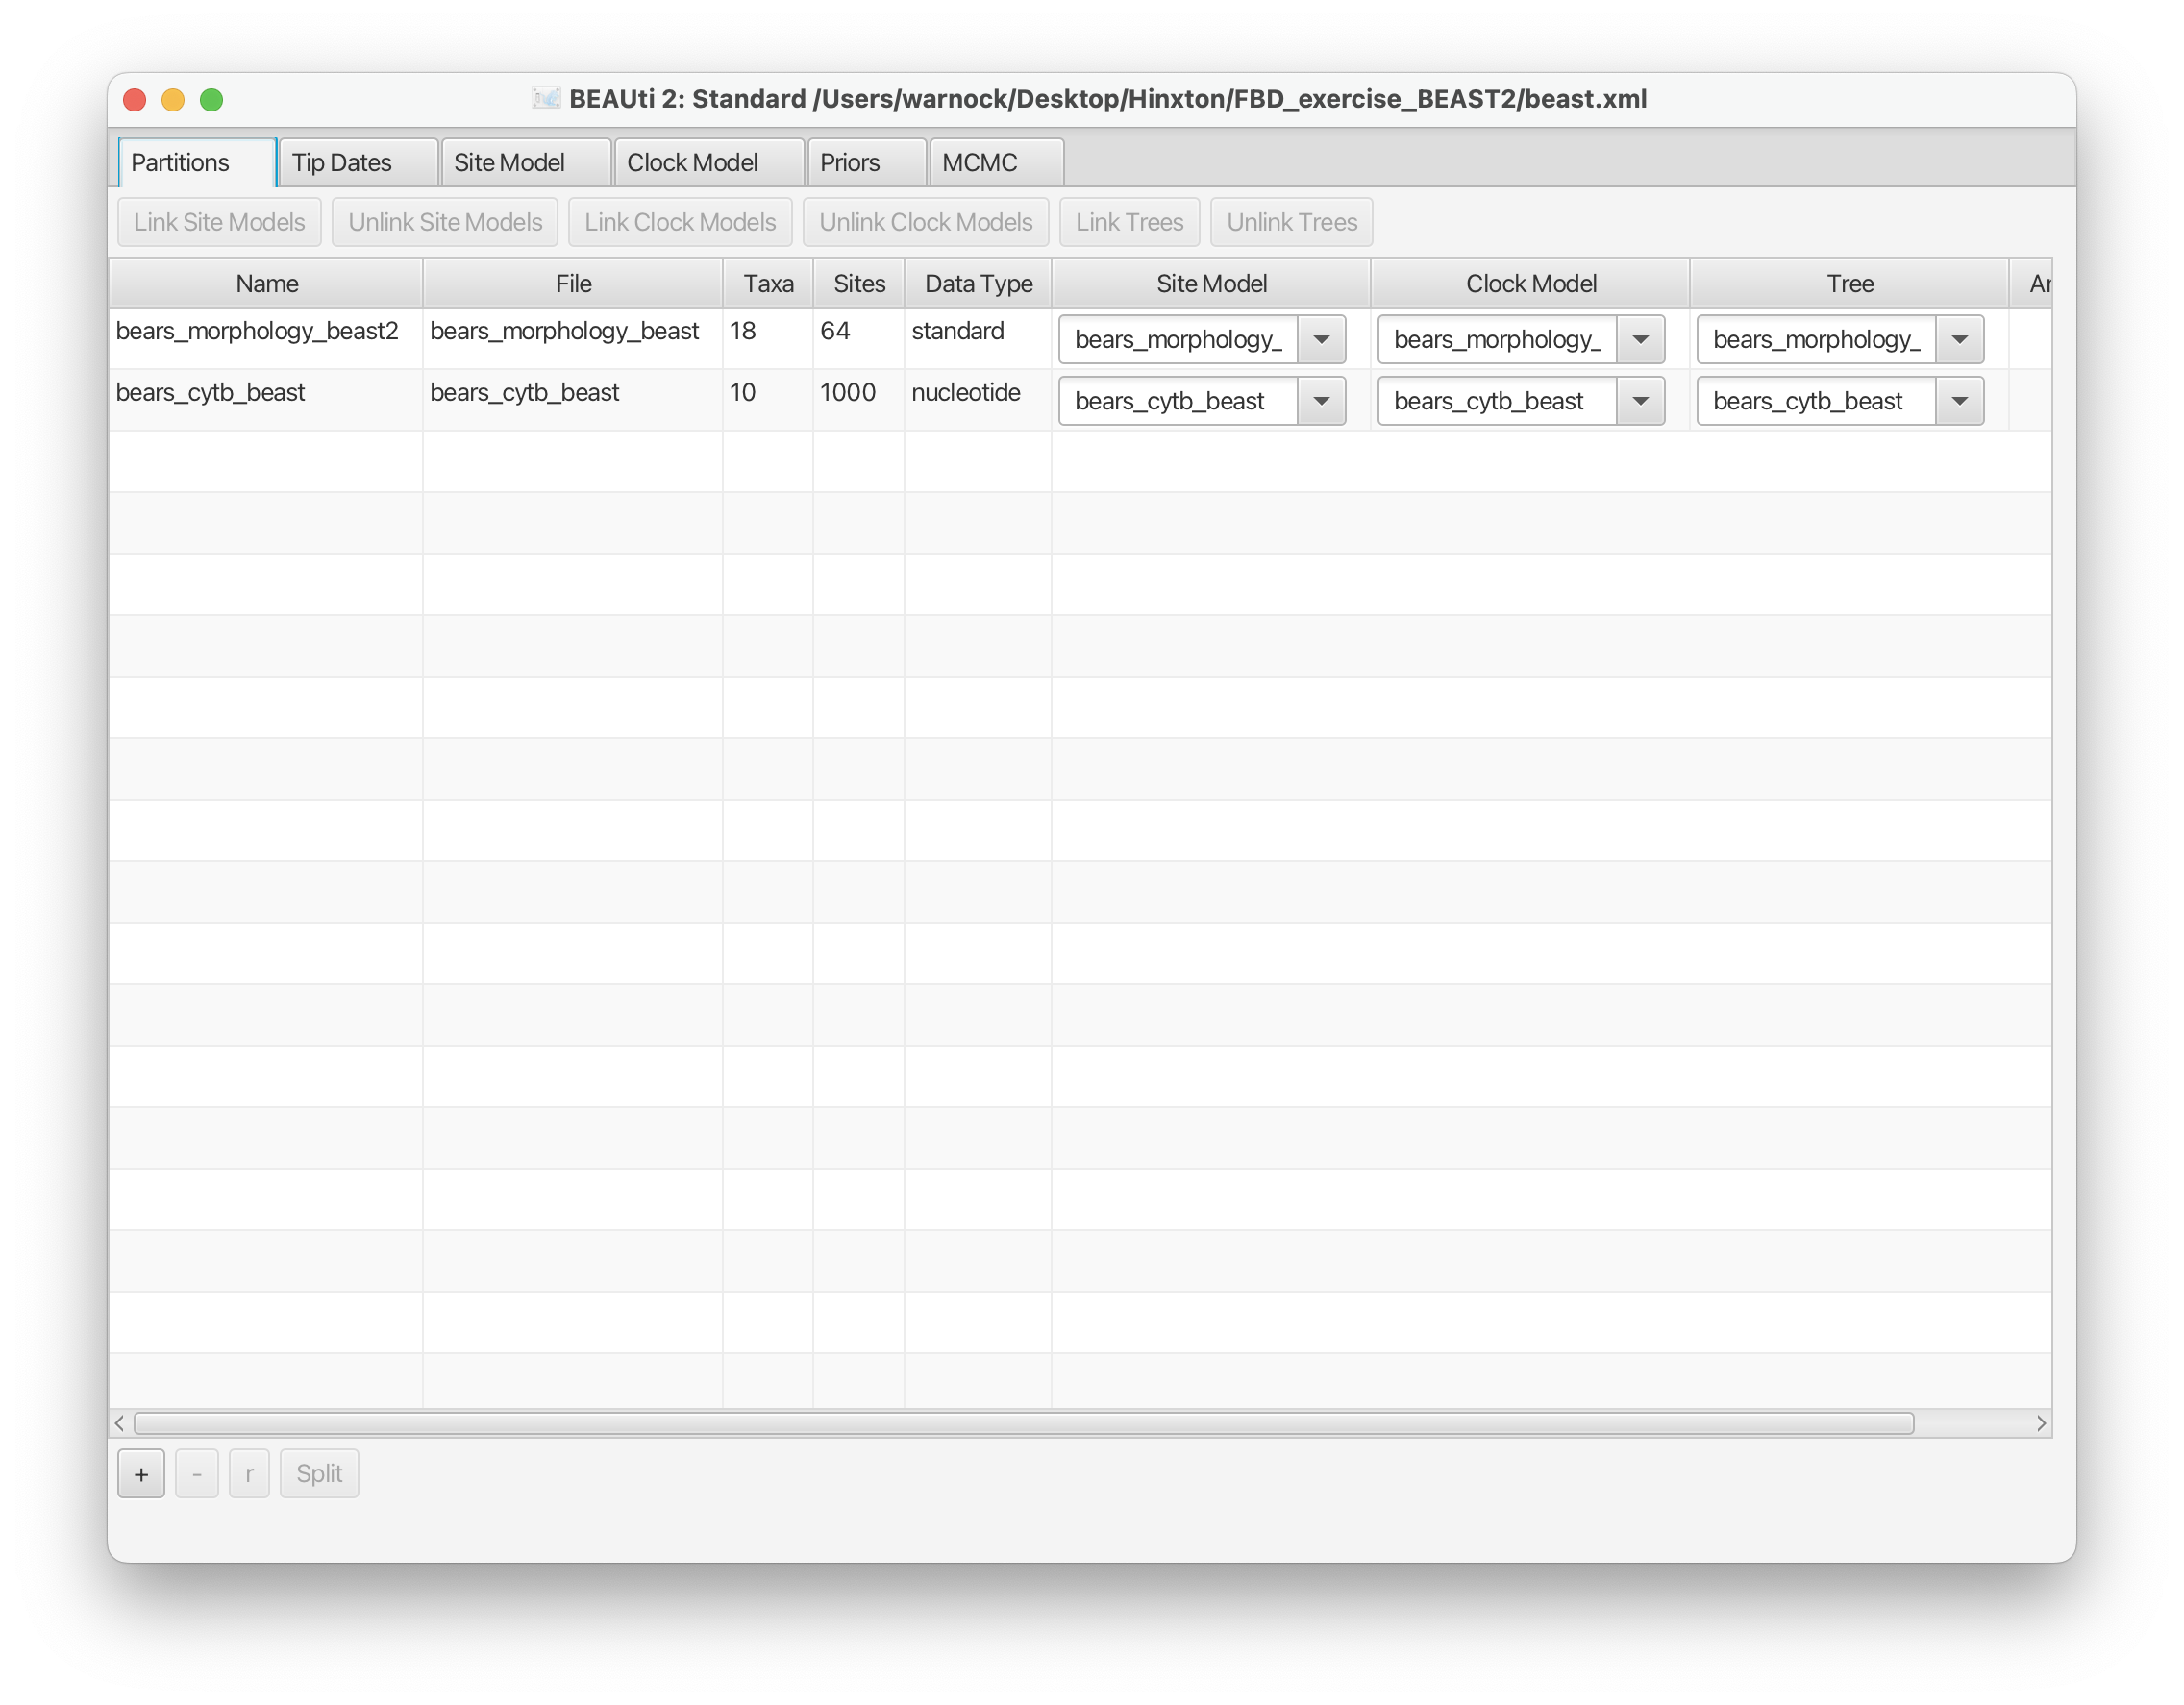 BEAUti 2: Standard /Users/warnock/Desktop/Hinxton/FBD_exercise_BEAST2/beast.xml
Partitions Tip Dates Site Model Clock Model Priors MCMC
Link Site Models Unlink Site Models Link Clock Models Unlink Clock Models Link Trees Unlink Trees
Name File Taxa Sites Data Type Site Model Clock Model Tree
bears_morphology_beast2 bears_morphology_beast 18 64 standard bears_morphology_ bears_morphology_ bears_morphology_
bears_cytb_beast bears_cytb_beast 10 1000 nucleotide bears_cytb_beast bears_cytb_beast bears_cytb_beast
+ - r Split